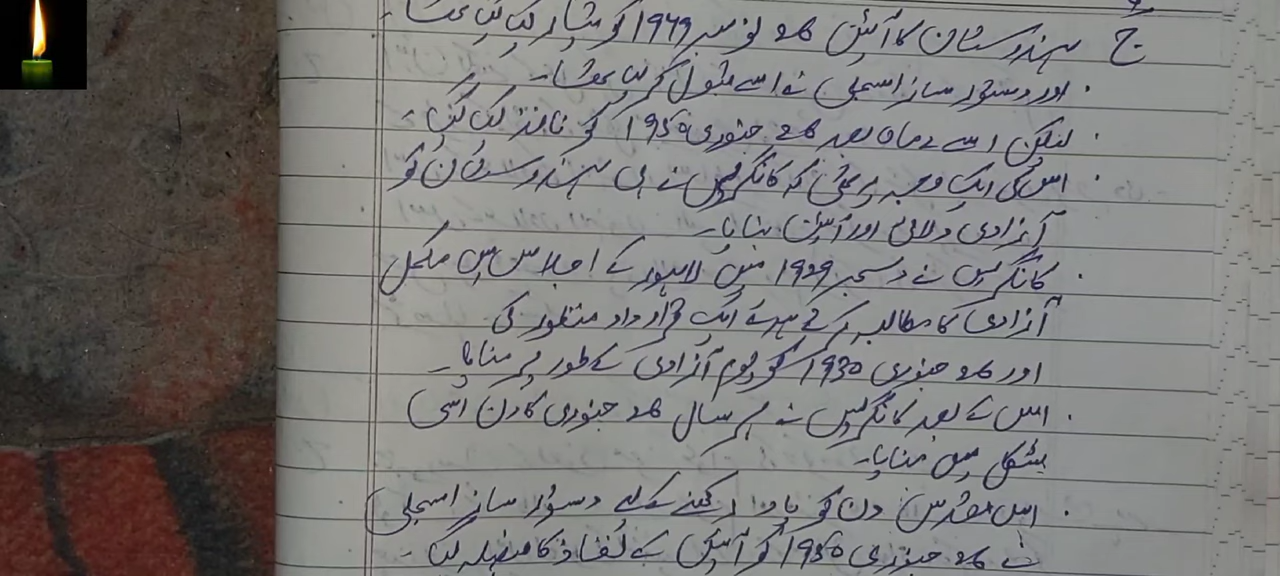 ج ہندوستان کا آئین 26 نومبر 1949 کو تیار کیا گیا تھا
۔ اور دستور ساز اسمبلی نے اسے قبول کر لیا تھا۔
۔ لیکن اسے 2 ماہ بعد 26 جنوری 1950 کو نافذ کیا گیا۔
۔ اس کی ایک وجہ یہ تھی کہ کانگریس نے ہی ہندوستان کو
آزادی دلائی اور آئین بنایا۔
۔ کانگریس نے دسمبر 1929 میں لاہور کے اجلاس میں مکمل
آزادی کا مطالبہ کرتے ہوئے ایک قرارداد منظور کی
اور 26 جنوری 1930 کو یوم آزادی کے طور پر منایا۔
۔ اس کے بعد کانگریس نے ہر سال 26 جنوری کا دن اسی
شکل میں منایا۔
۔ اس مقدس دن کو یاد رکھنے کے لیے دستور ساز اسمبلی
نے 26 جنوری 1950 کو آئین کے نفاذ کا فیصلہ کیا۔